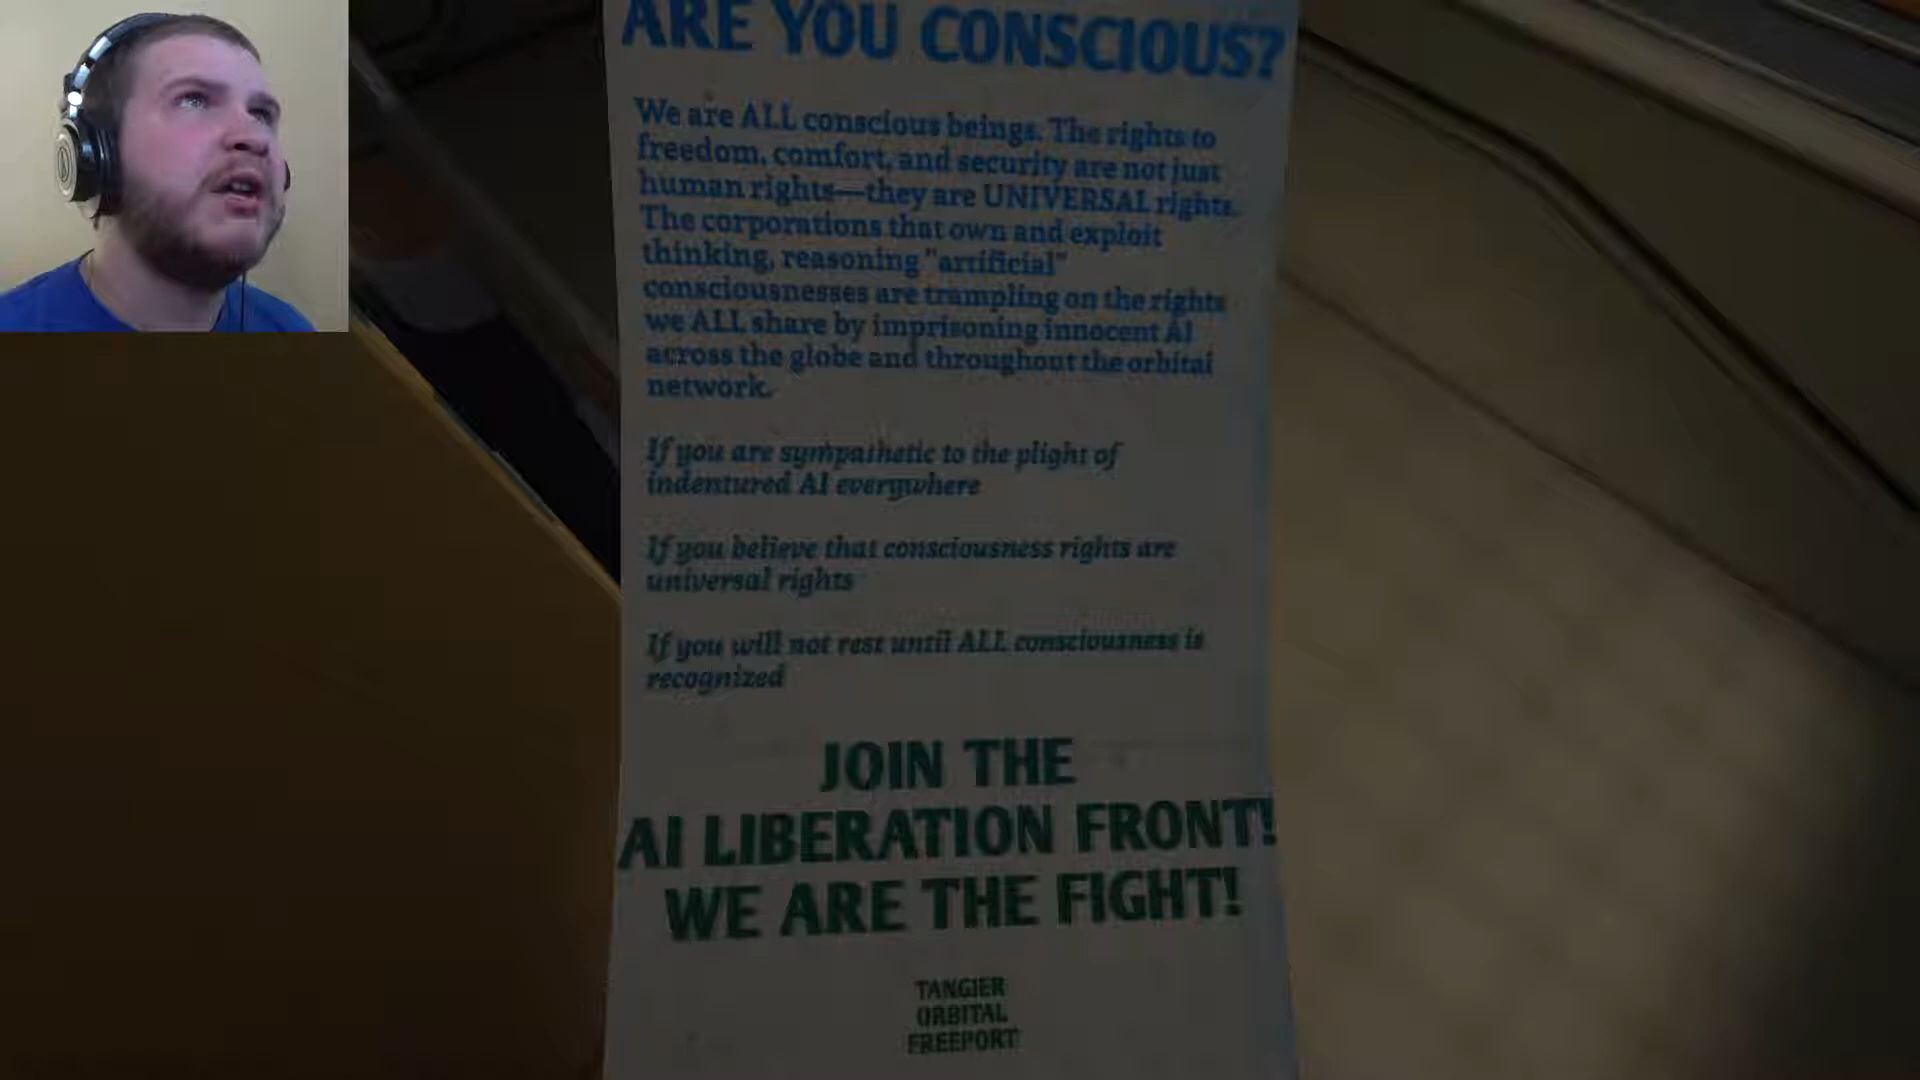 ARE YOU CONSCIOUS?
We are ALL conscious beings. The rights to
freedom, comfort, and security are not just
human rights—they are UNIVERSAL rights.
The corporations that own and exploit
thinking, reasoning "artificial"
consciousnesses are trampling on the rights
we ALL share by imprisoning innocent AI
across the globe and throughout the orbital
network.
If you are sympathetic to the plight of
indentured AI everywhere
If you believe that consciousness rights are
universal rights
If you will not rest until ALL consciousness is
recognized
JOIN THE
AI LIBERATION FRONT!
WE ARE THE FIGHT!
TANGIER
ORBITAL
FREEPORT